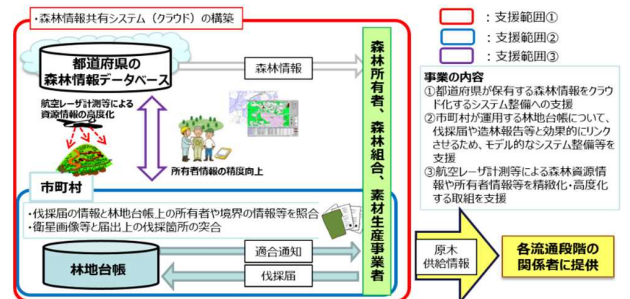 ・森林情報共有システム（クラウド）の構築
都道府県の
森林情報データベース
森林情報
航空レーザ計測等による
資源情報の高度化
所有者情報の精度向上
市町村
・伐採届の情報と林地台帳上の所有者や境界の情報等を照合
・衛星画像等と届出上の伐採箇所の突合
林地台帳
適合通知
伐採届
森林所有者、森林組合、素材生産事業者
：支援範囲①
：支援範囲②
：支援範囲③
事業の内容
①都道府県が保有する森林情報をクラウ
ド化するシステム整備への支援
②市町村が運用する林地台帳について、
伐採届や造林報告等と効果的にリンク
させるため、モデル的なシステム整備等を
支援
③航空レーザ計測等による森林資源情
報や所有者情報等を精緻化・高度化
する取組を支援
原木
供給情報
各流通段階の
関係者に提供